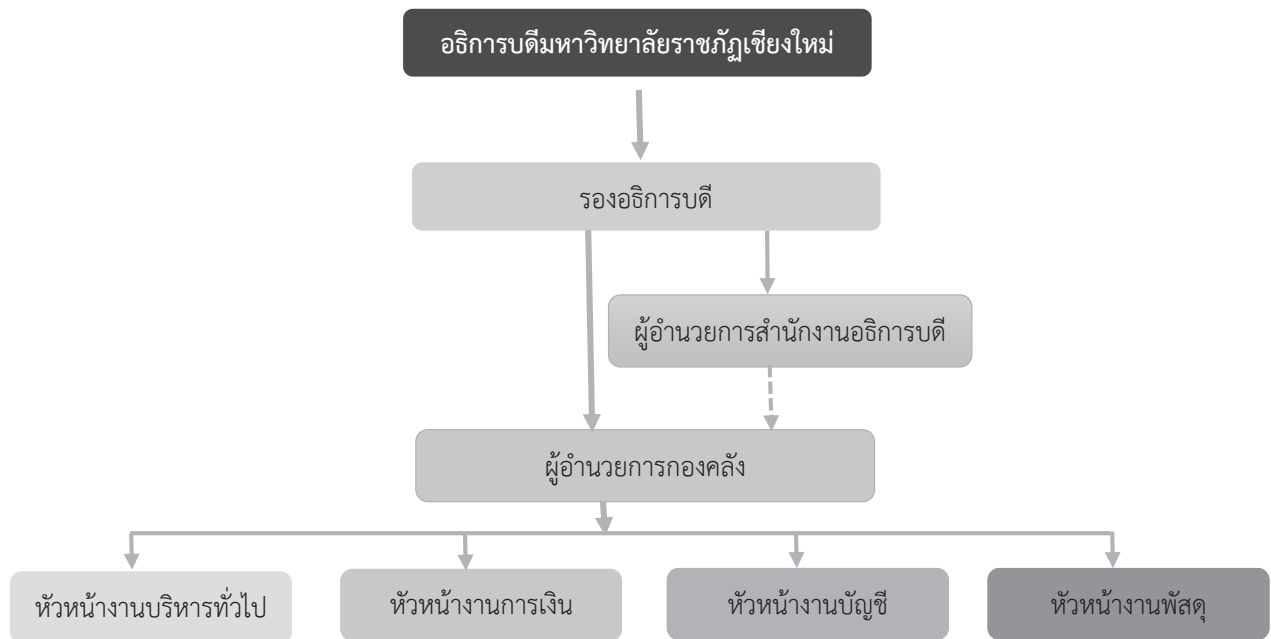 อธิการบดีมหาวิทยาลัยราชภัฏเชียงใหม่
รองอธิการบดี
ผู้อำนวยการสำนักงานอธิการบดี
ผู้อำนวยการกองคลัง
หัวหน้างานบริหารทั่วไป
หัวหน้างานการเงิน
หัวหน้างานบัญชี
หัวหน้างานพัสดุ